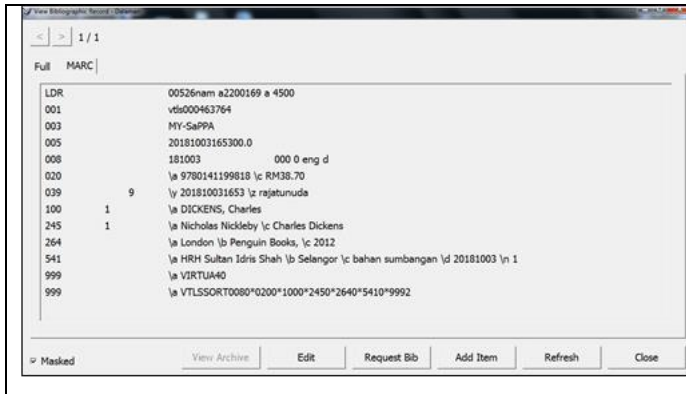 View Bibliographic Record - Dalaman
< > 1 / 1
Full MARC
LDR 00526nam a2200169 a 4500
001 vtls000463764
003 MY-SaPPA
005 20181003165300.0
008 181003 000 0 eng d
020 \a 9780141199818 \c RM38.70
039 9 \y 201810031653 \z rajatunuda
100 1 \a DICKENS, Charles
245 1 \a Nicholas Nickleby \c Charles Dickens
264 \a London \b Penguin Books, \c 2012
541 \a HRH Sultan Idris Shah \b Selangor \c bahan sumbangan \d 20181003 \n 1
999 \a VIRTUA40
999 \a VTLSSORT0080*0200*1000*2450*2640*5410*9992
Masked View Archive Edit Request Bib Add Item Refresh Close